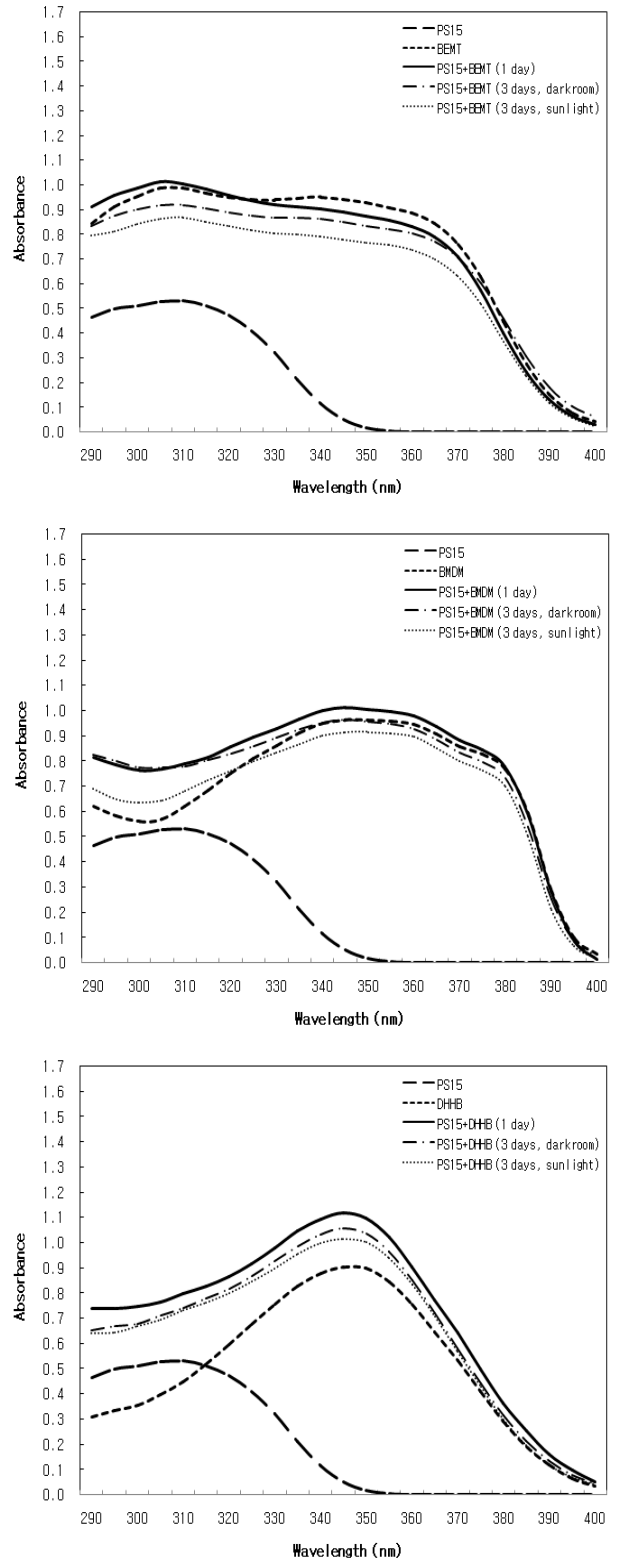 1.7
1.6
1.5
1.4
1.3
1.2
1.1
1.0
0.9
0.8
0.7
0.6
0.5
0.4
0.3
0.2
0.1
0.0
Absorbance
PS15
BEMT
PS15+BEMT (1 day)
PS15+BEMT (3 days, darkroom)
PS15+BEMT (3 days, sunlight)
290 300 310 320 330 340 350 360 370 380 390 400
Wavelength (nm)
1.7
1.6
1.5
1.4
1.3
1.2
1.1
1.0
0.9
0.8
0.7
0.6
0.5
0.4
0.3
0.2
0.1
0.0
Absorbance
PS15
BMDM
PS15+BMDM (1 day)
PS15+BMDM (3 days, darkroom)
PS15+BMDM (3 days, sunlight)
290 300 310 320 330 340 350 360 370 380 390 400
Wavelength (nm)
1.7
1.6
1.5
1.4
1.3
1.2
1.1
1.0
0.9
0.8
0.7
0.6
0.5
0.4
0.3
0.2
0.1
0.0
Absorbance
PS15
DHHB
PS15+DHHB (1 day)
PS15+DHHB (3 days, darkroom)
PS15+DHHB (3 days, sunlight)
290 300 310 320 330 340 350 360 370 380 390 400
Wavelength (nm)